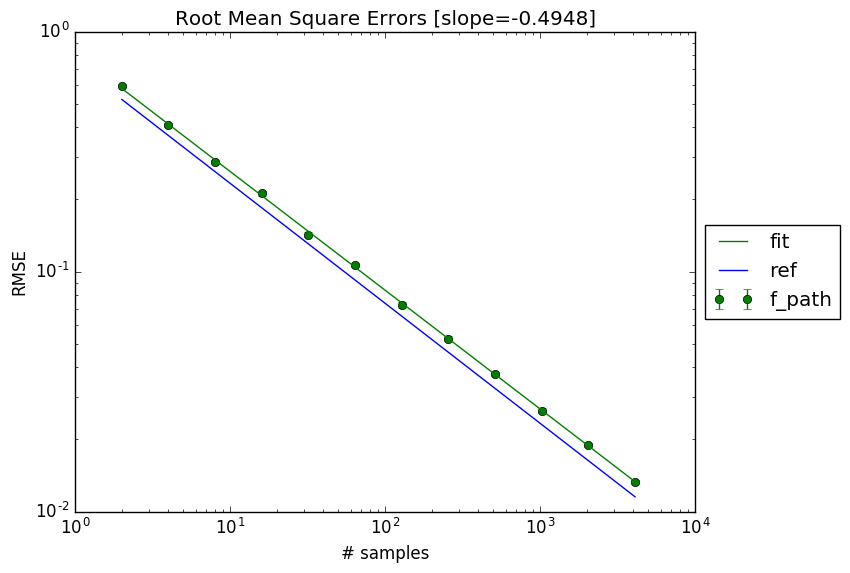 Root Mean Square Errors [slope=-0.4948]
10^0
10^-1
10^-2
RMSE
10^0 10^1 10^2 10^3 10^4
# samples
fit
ref
f_path